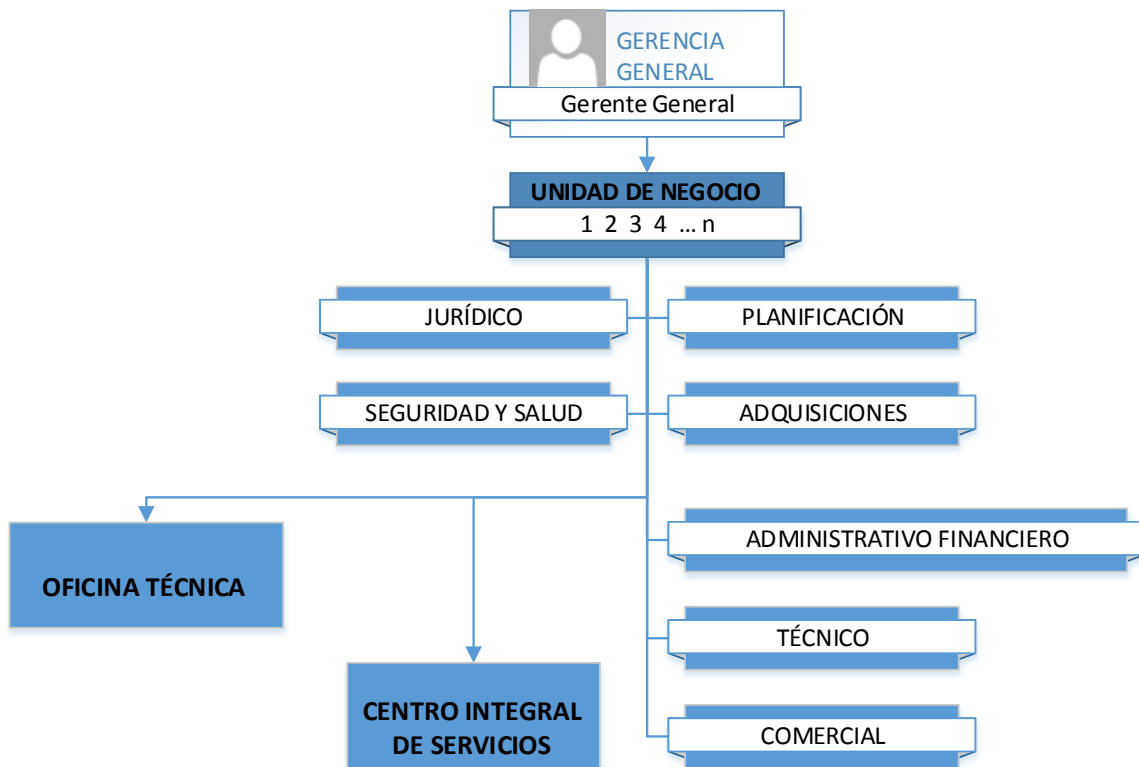 GERENCIA
GENERAL
Gerente General
UNIDAD DE NEGOCIO
1 2 3 4 ... n
JURÍDICO
PLANIFICACIÓN
SEGURIDAD Y SALUD
ADQUISICIONES
OFICINA TÉCNICA
ADMINISTRATIVO FINANCIERO
TÉCNICO
CENTRO INTEGRAL
DE SERVICIOS
COMERCIAL